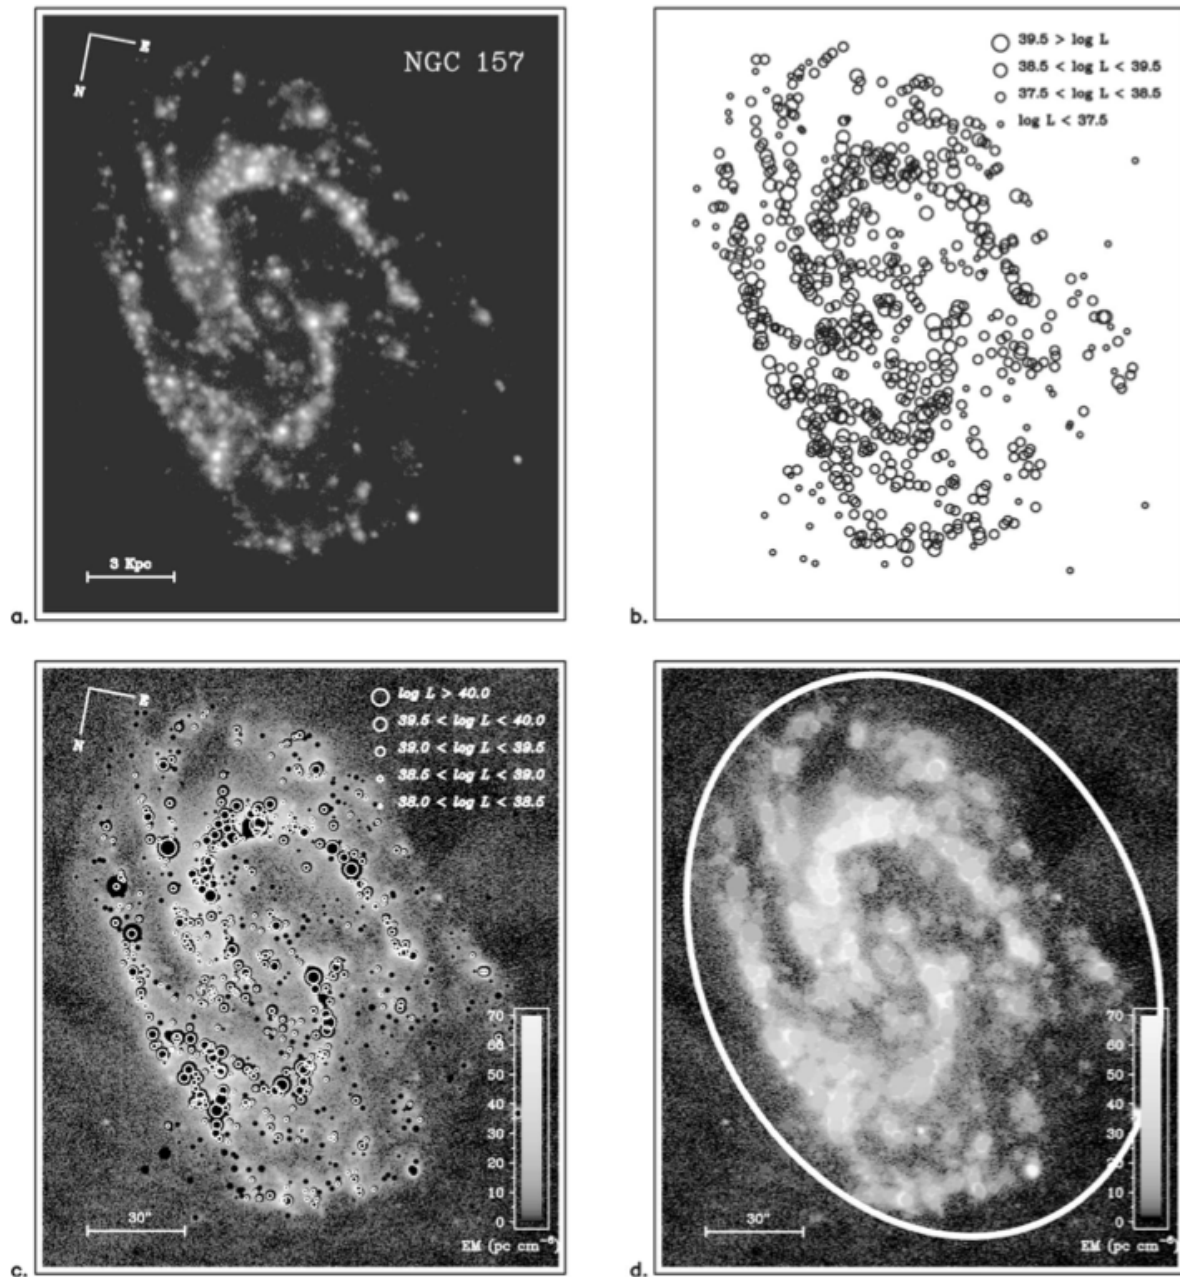 E
N
NGC 157
3 Kpc
a.
39.5 > log L
38.5 < log L < 39.5
37.5 < log L < 38.5
log L < 37.5
b.
E
N
log L > 40.0
39.5 < log L < 40.0
39.0 < log L < 39.5
38.5 < log L < 39.0
38.0 < log L < 38.5
70
60
50
40
30
20
10
0
30"
EM (pc cm⁻⁶)
c.
70
60
50
40
30
20
10
0
30"
EM (pc cm⁻⁶)
d.